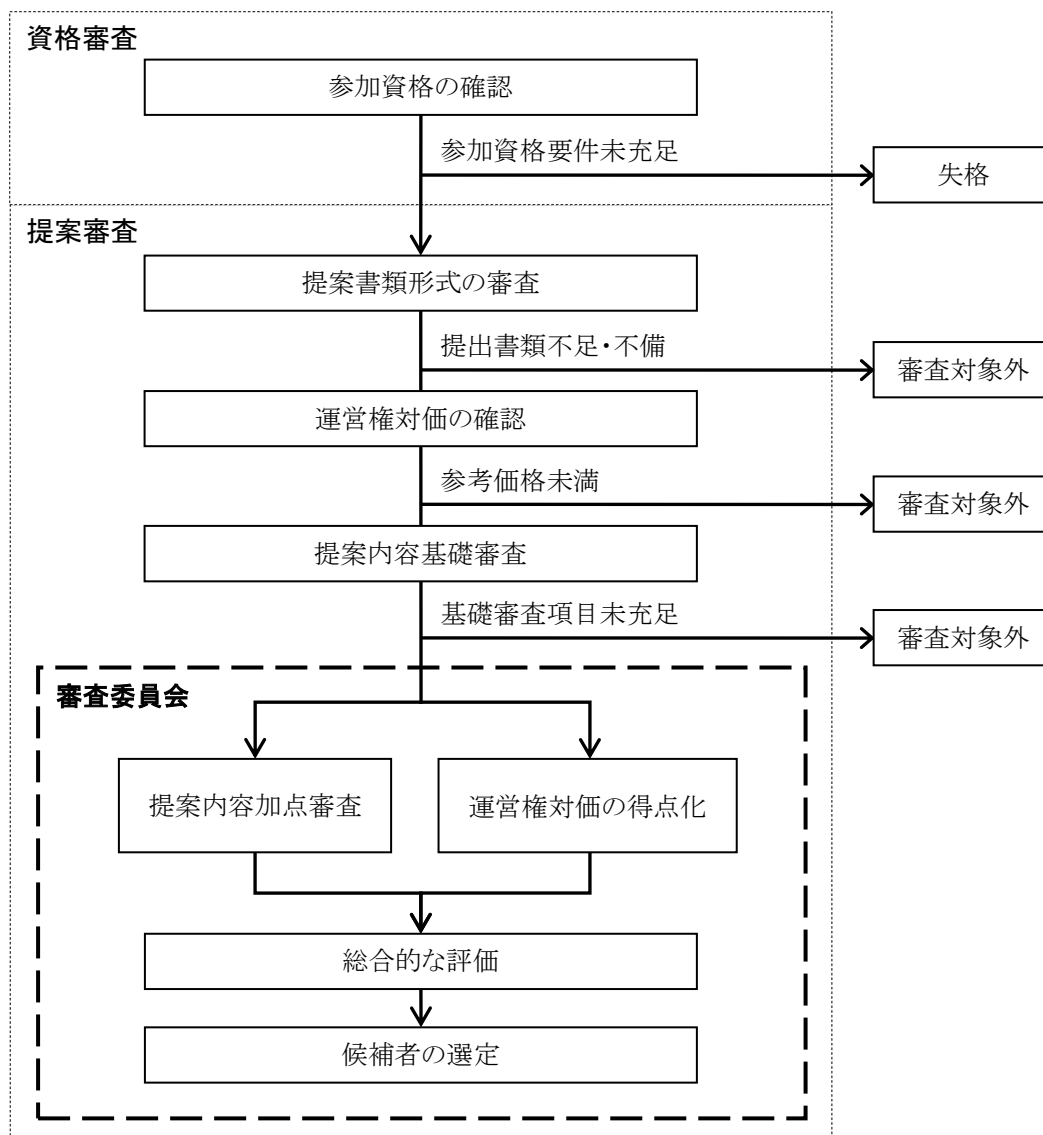 資格審査
参加資格の確認
参加資格要件未充足
失格
提案審査
提案書類形式の審査
提出書類不足・不備
審査対象外
運営権対価の確認
参考価格未満
審査対象外
提案内容基礎審査
基礎審査項目未充足
審査対象外
審査委員会
提案内容加点審査
運営権対価の得点化
総合的な評価
候補者の選定